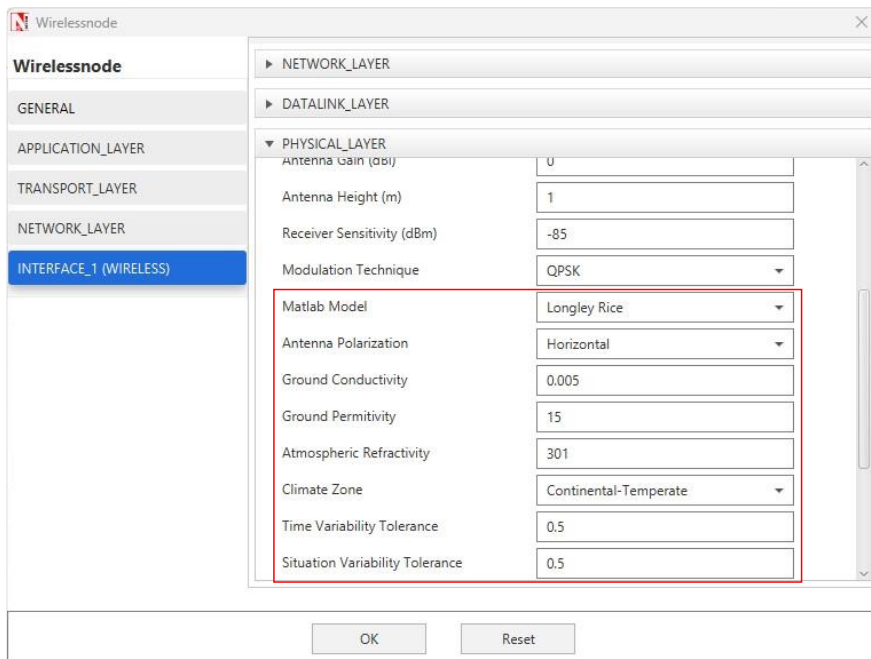 Wirelessnode
Wirelessnode
GENERAL
APPLICATION_LAYER
TRANSPORT_LAYER
NETWORK_LAYER
INTERFACE_1 (WIRELESS)
NETWORK_LAYER
DATALINK_LAYER
PHYSICAL_LAYER
Antenna Gain (dBi) 0
Antenna Height (m) 1
Receiver Sensitivity (dBm) -85
Modulation Technique QPSK
Matlab Model Longley Rice
Antenna Polarization Horizontal
Ground Conductivity 0.005
Ground Permitivity 15
Atmospheric Refractivity 301
Climate Zone Continental-Temperate
Time Variability Tolerance 0.5
Situation Variability Tolerance 0.5
OK Reset